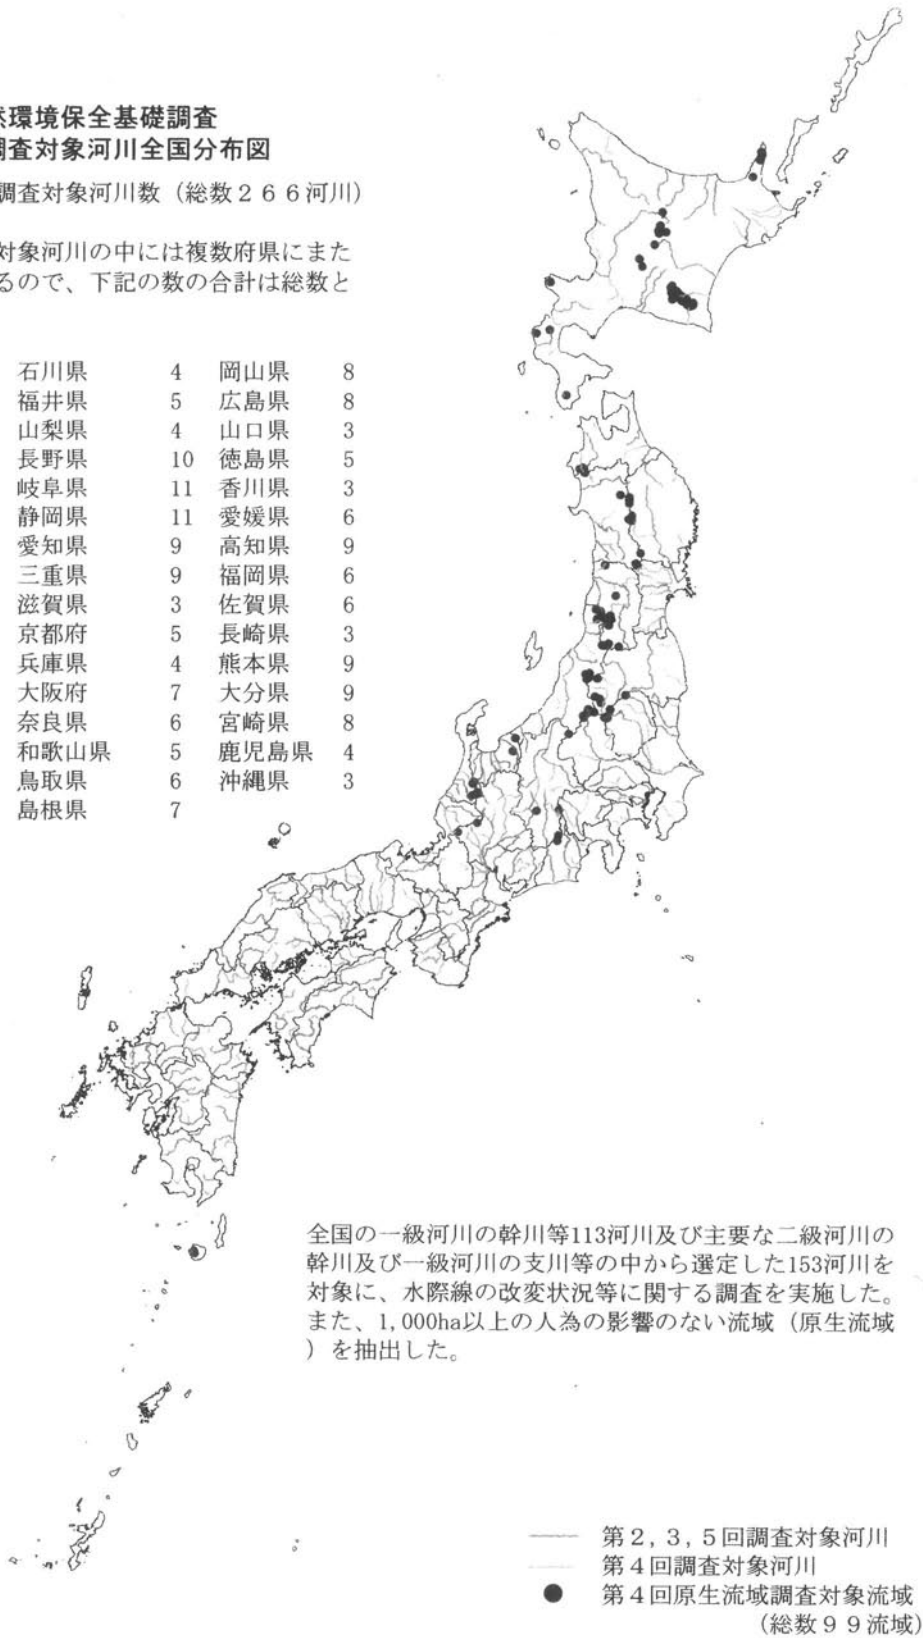 然環境保全基礎調査
調査対象河川全国分布図
調査対象河川数（総数２６６河川）
対象河川の中には複数府県にまた
るので、下記の数の合計は総数と
石川県 4 岡山県 8
福井県 5 広島県 8
山梨県 4 山口県 3
長野県 10 徳島県 5
岐阜県 11 香川県 3
静岡県 11 愛媛県 6
愛知県 9 高知県 9
三重県 9 福岡県 6
滋賀県 3 佐賀県 6
京都府 5 長崎県 3
兵庫県 4 熊本県 9
大阪府 7 大分県 9
奈良県 6 宮崎県 8
和歌山県 5 鹿児島県 4
鳥取県 6 沖縄県 3
島根県 7
全国の一級河川の幹川等113河川及び主要な二級河川の
幹川及び一級河川の支川等の中から選定した153河川を
対象に、水際線の改変状況等に関する調査を実施した。
また、1,000ha以上の人為の影響のない流域（原生流域
）を抽出した。
第２,３,５回調査対象河川
第４回調査対象河川
第４回原生流域調査対象流域
（総数９９流域）